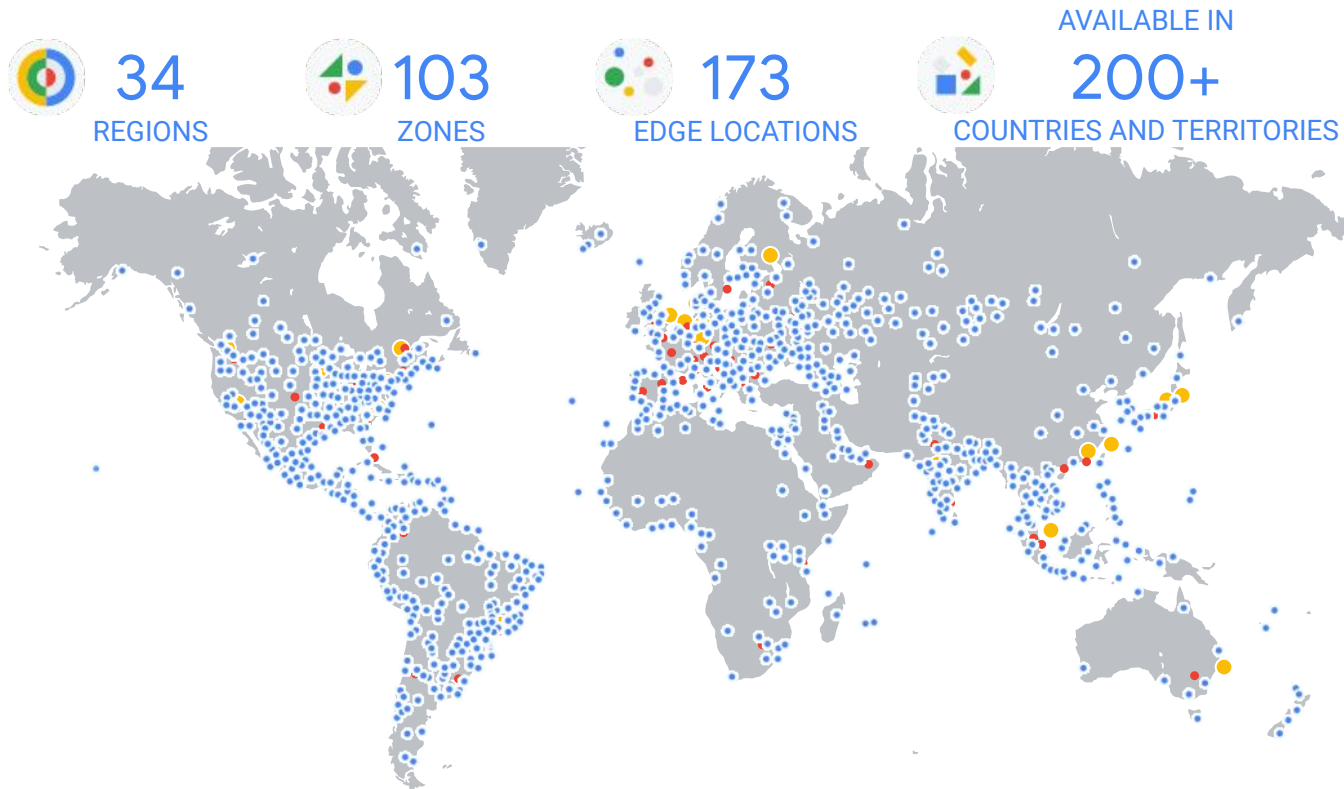 34
REGIONS
103
ZONES
173
EDGE LOCATIONS
AVAILABLE IN
200+
COUNTRIES AND TERRITORIES